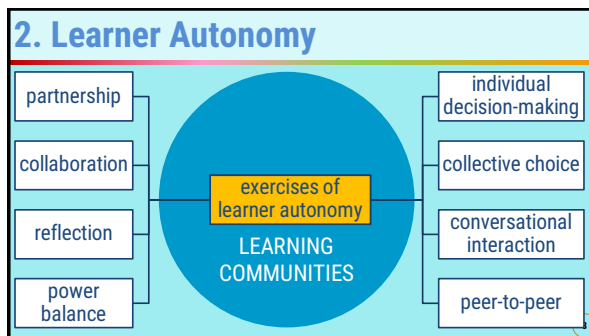 2. Learner Autonomy
partnership
collaboration
reflection
power
balance
exercises of
learner autonomy
LEARNING
COMMUNITIES
individual
decision-making
collective choice
conversational
interaction
peer-to-peer